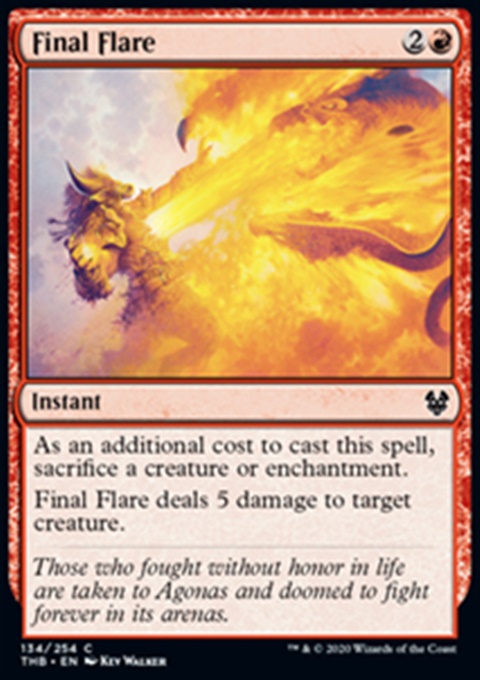 Final Flare 2
Instant
As an additional cost to cast this spell,
sacrifice a creature or enchantment.
Final Flare deals 5 damage to target
creature.
Those who fought without honor in life
are taken to Agonas and doomed to fight
forever in its arenas.
134/254 C
™ & © 2020 Wizards of the Coast
THB • EN Kev Walker